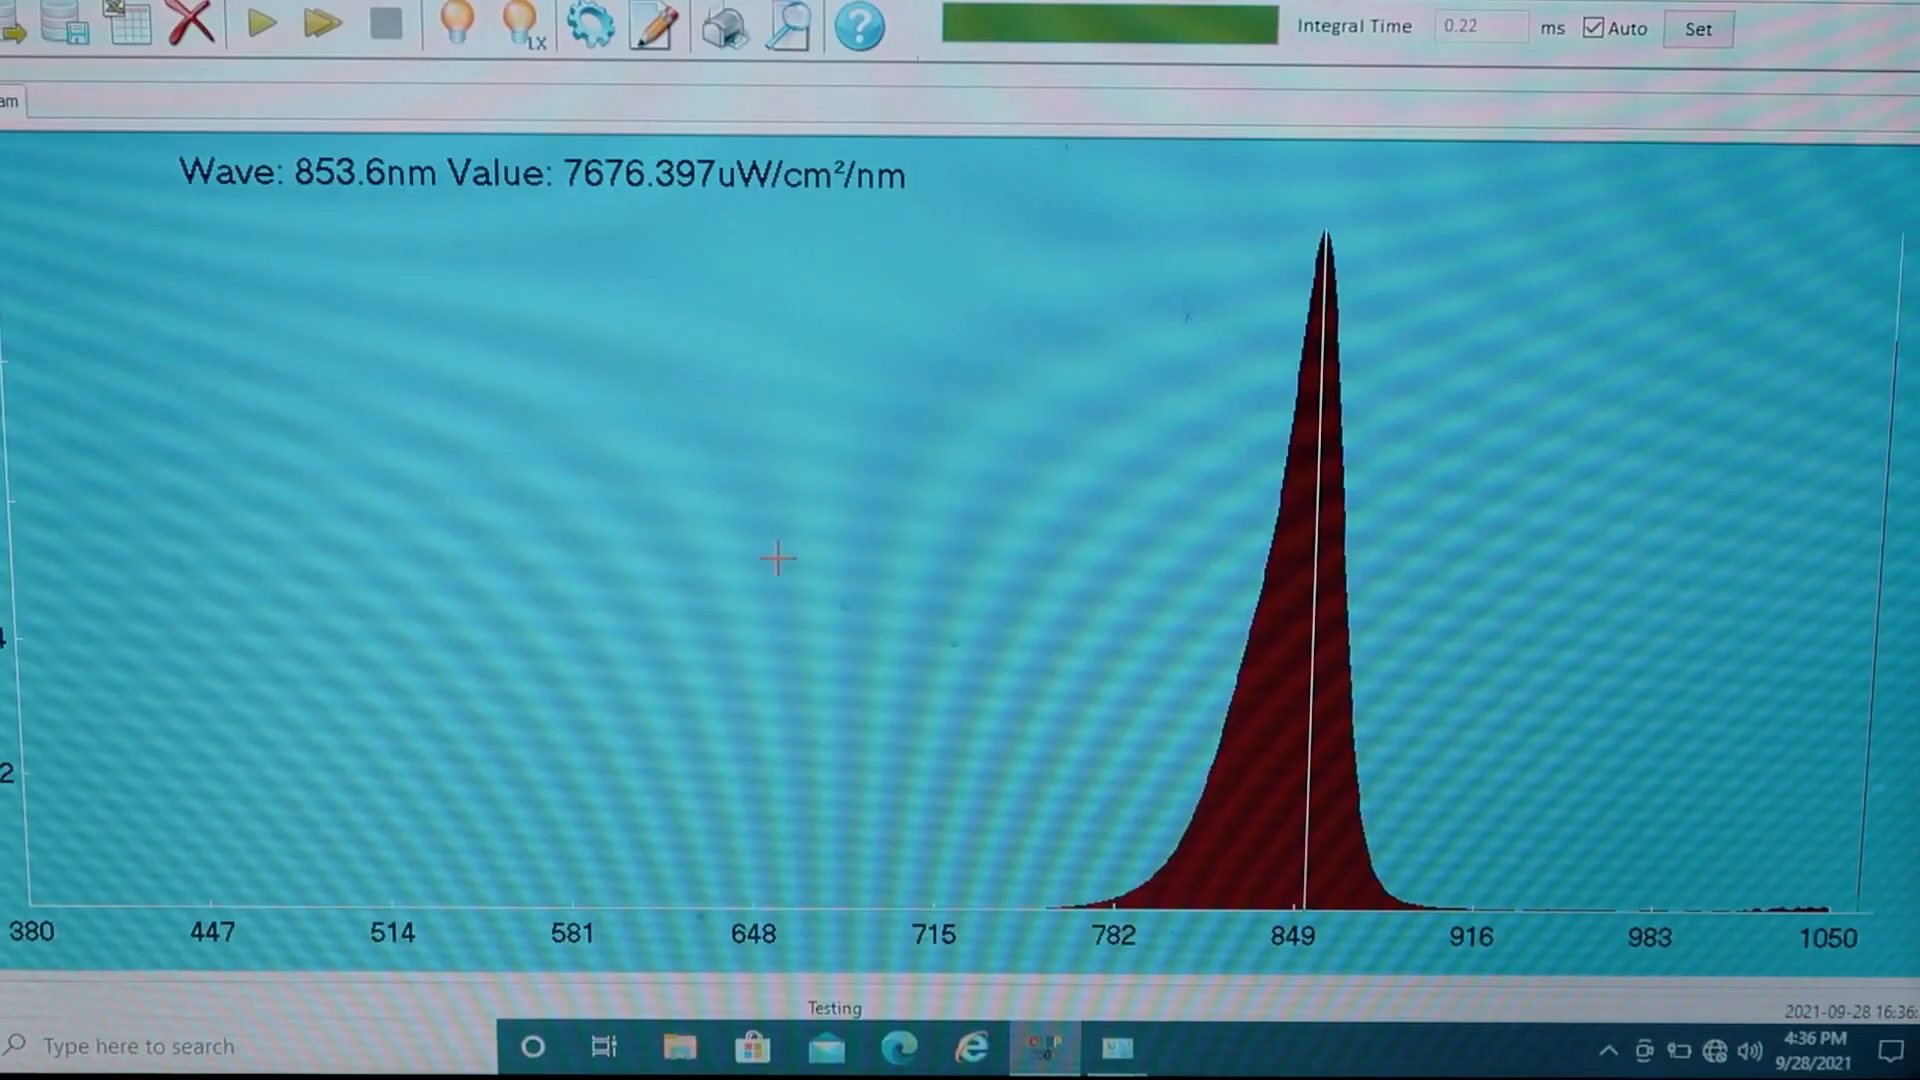 LX
Integral Time 0.22 ms Auto Set
am
Wave: 853.6nm Value: 7676.397uW/cm²/nm
4
2
380 447 514 581 648 715 782 849 916 983 1050
Testing
2021-09-28 16:36:
Type here to search
4:36 PM
9/28/2021